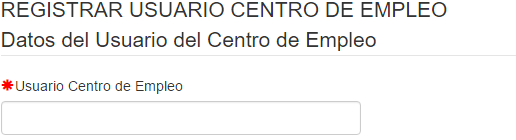 REGISTRAR USUARIO CENTRO DE EMPLEO
Datos del Usuario del Centro de Empleo
✱Usuario Centro de Empleo